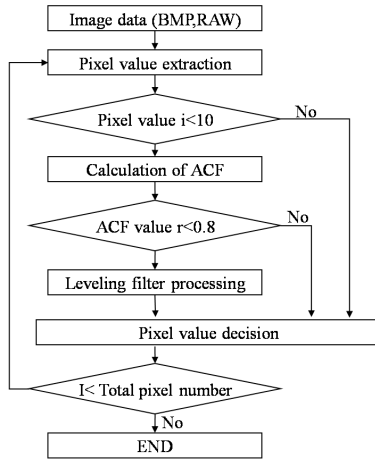 Image data (BMP,RAW)
Pixel value extraction
Pixel value i<10
No
Calculation of ACF
ACF value r<0.8
No
Leveling filter processing
Pixel value decision
I< Total pixel number
No
END